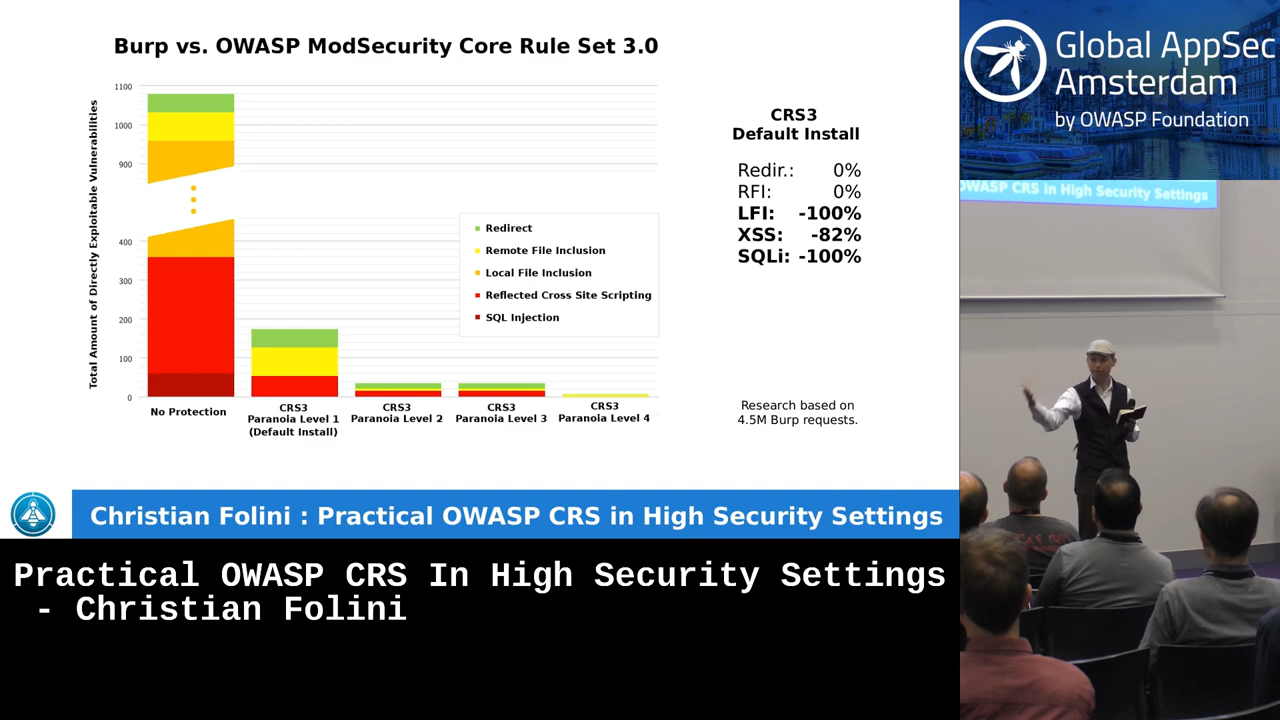 Burp vs. OWASP ModSecurity Core Rule Set 3.0
Total Amount of Directly Exploitable Vulnerabilities
1100
1000
900
400
300
200
100
0
Redirect
Remote File Inclusion
Local File Inclusion
Reflected Cross Site Scripting
SQL Injection
No Protection
CRS3
Paranoia Level 1
(Default Install)
CRS3
Paranoia Level 2
CRS3
Paranoia Level 3
CRS3
Paranoia Level 4
CRS3
Default Install
Redir.: 0%
RFI: 0%
LFI: -100%
XSS: -82%
SQLi: -100%
Research based on
4.5M Burp requests.
Christian Folini : Practical OWASP CRS in High Security Settings
Practical OWASP CRS In High Security Settings
- Christian Folini
Global AppSec
Amsterdam
by OWASP Foundation
OWASP CRS in High Security Settings